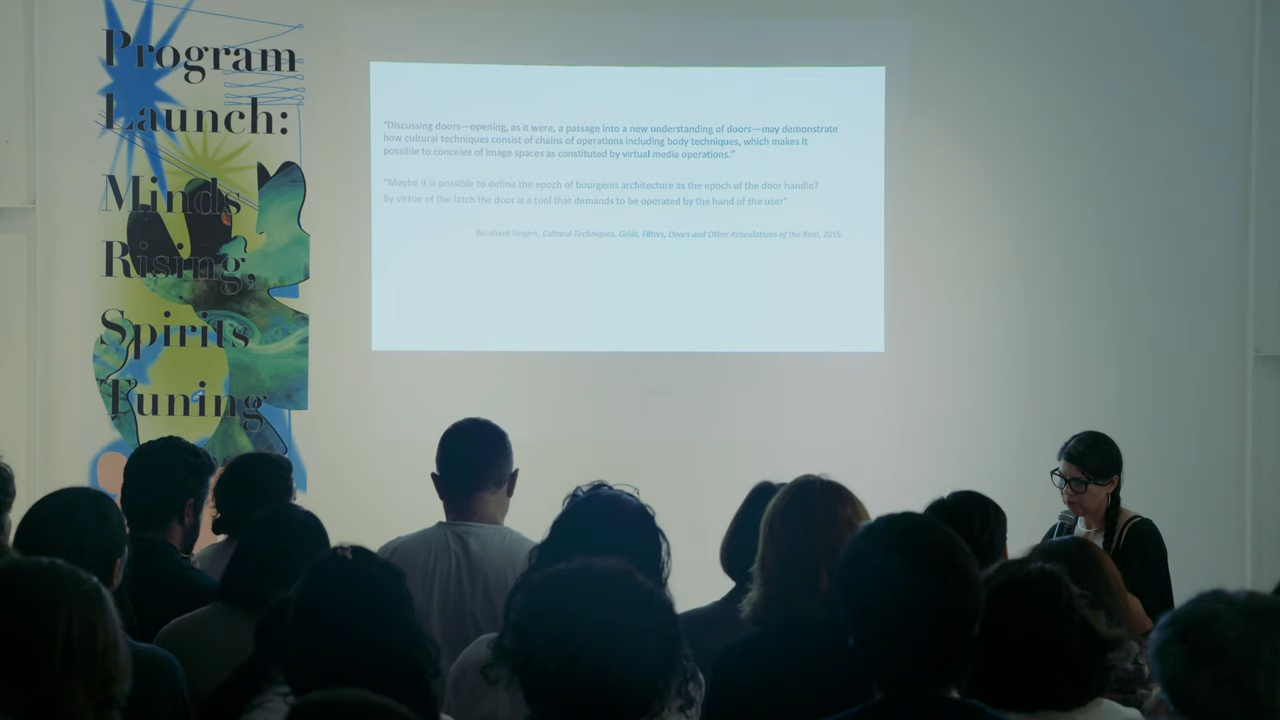 Program
Launch:
Minds
Rising,
Spirits
Tuning
“Discussing doors—opening, as it were, a passage into a new understanding of doors—may demonstrate
how cultural techniques consist of chains of operations including body techniques, which makes it
possible to conceive of image spaces as constituted by virtual media operations.”
“Maybe it is possible to define the epoch of bourgeois architecture as the epoch of the door handle?
By virtue of the latch the door is a tool that demands to be operated by the hand of the user”
Bernhard Siegert, Cultural Techniques. Grids, Filters, Doors and Other Articulations of the Real, 2015